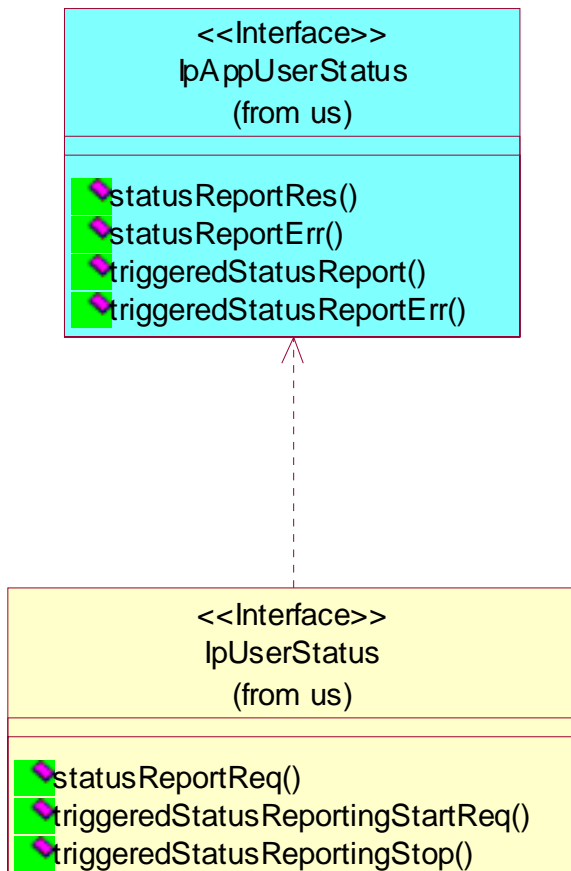 <<Interface>>
IpAppUserStatus
(from us)
statusReportRes()
statusReportErr()
triggeredStatusReport()
triggeredStatusReportErr()
<<Interface>>
IpUserStatus
(from us)
statusReportReq()
triggeredStatusReportingStartReq()
triggeredStatusReportingStop()